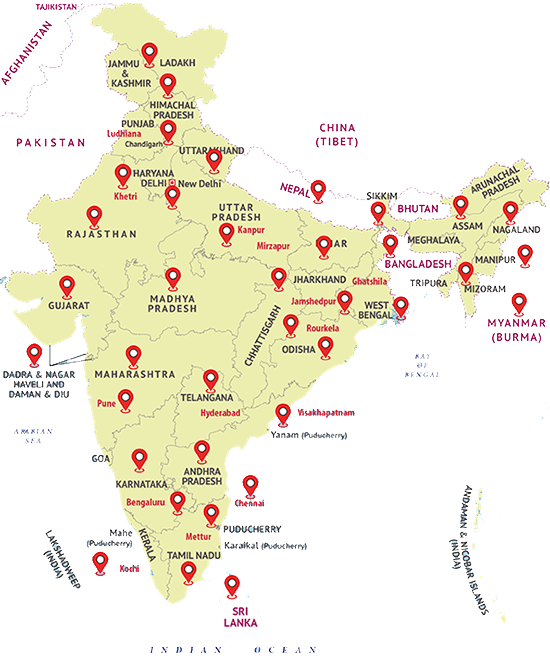 TAJIKISTAN
AFGHANISTAN
JAMMU
&
KASHMIR
LADAKH
HIMACHAL
PRADESH
PUNJAB
Ludhiana
Chandigarh
PAKISTAN
CHINA
(TIBET)
UTTARAKHAND
HARYANA
DELHI
New Delhi
Khetri
NEPAL
SIKKIM
BHUTAN
ARUNACHAL
PRADESH
RAJASTHAN
UTTAR
PRADESH
Kanpur
Mirzapur
BIHAR
ASSAM
NAGALAND
MEGHALAYA
MANIPUR
BANGLADESH
TRIPURA
MIZORAM
GUJARAT
MADHYA
PRADESH
JHARKHAND
Ghatshila
Jamshedpur
WEST
BENGAL
MYANMAR
(BURMA)
CHHATTISGARH
Rourkela
ODISHA
DADRA & NAGAR
HAVELI AND
DAMAN & DIU
MAHARASHTRA
BAY
OF
BENGAL
Pune
TELANGANA
Hyderabad
Visakhapatnam
Yanam (Puducherry)
ARABIAN
SEA
GOA
KARNATAKA
ANDHRA
PRADESH
Bengaluru
Chennai
Mettur
PUDUCHERRY
Mahe
(Puducherry)
Karaikal (Puducherry)
KERALA
TAMIL NADU
LAKSHADWEEP
(INDIA)
Kochi
ANDAMAN & NICOBAR ISLANDS
(INDIA)
SRI
LANKA
INDIAN OCEAN